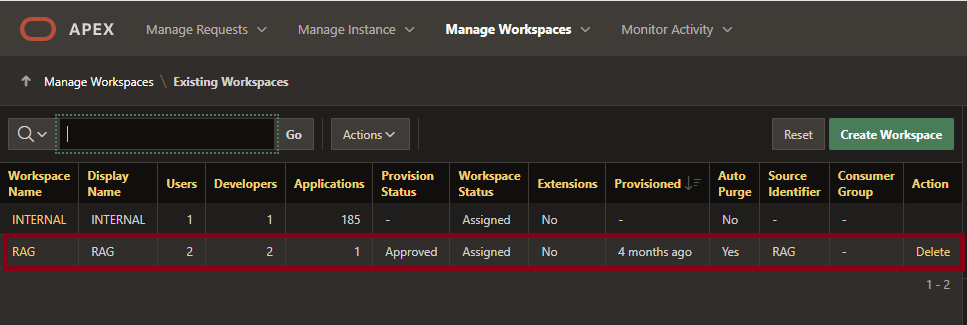 APEX Manage Requests Manage Instance Manage Workspaces Monitor Activity
Manage Workspaces \ Existing Workspaces
Go Actions Reset Create Workspace
Workspace Name Display Name Users Developers Applications Provision Status Workspace Status Extensions Provisioned Auto Purge Source Identifier Consumer Group Action
INTERNAL INTERNAL 1 1 185 - Assigned No - No - -
RAG RAG 2 2 1 Approved Assigned No 4 months ago Yes RAG - Delete
1 - 2